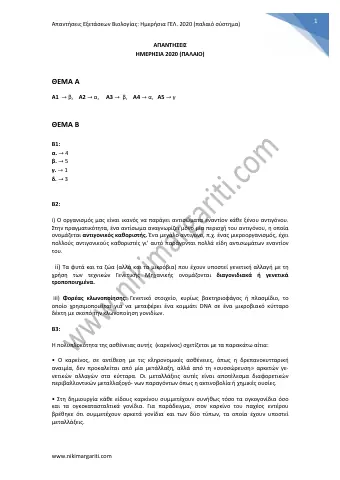 Απαντήσεις Εξετάσεων Βιολογίας: Ημερήσια ΓΕΛ. 2020 (παλαιό σύστημα)
1
ΑΠΑΝΤΗΣΕΙΣ
ΗΜΕΡΗΣΙΑ 2020 (ΠΑΛΑΙΟ)
ΘΕΜΑ Α
Α1 → β, Α2 → α, Α3 → β, Α4 → α, Α5 → γ
ΘΕΜΑ Β
Β1:
α. → 4
β. → 5
γ. → 1
δ. → 3
Β2:
i) Ο οργανισμός μας είναι ικανός να παράγει αντισώματα εναντίον κάθε ξένου αντιγόνου.
Στην πραγματικότητα, ένα αντίσωμα αναγνωρίζει μόνο μία περιοχή του αντιγόνου, η οποία
ονομάζεται αντιγονικός καθοριστής. Ένα μεγάλο αντιγόνο, π.χ. ένας μικροοργανισμός, έχει
πολλούς αντιγονικούς καθοριστές γι' αυτό παράγονται πολλά είδη αντισωμάτων εναντίον
του.
ii) Τα φυτά και τα ζώα (αλλά και τα μικρόβια) που έχουν υποστεί γενετική αλλαγή με τη
χρήση των τεχνικών Γενετικής Μηχανικής ονομάζονται διαγονιδιακά ή γενετικά
τροποποιημένα.
iii) Φορέας κλωνοποίησης: Γενετικό στοιχείο, κυρίως βακτηριοφάγος ή πλασμίδιο, το
οποίο χρησιμοποιείται για να μεταφέρει ένα κομμάτι DNA σε ένα μικροβιακό κύτταρο
δέκτη με σκοπό την κλωνοποίηση γονιδίων.
Β3:
Η πολυπλοκότητα της ασθένειας αυτής (καρκίνος) σχετίζεται με τα παρακάτω αίτια:
• Ο καρκίνος, σε αντίθεση με τις κληρονομικές ασθένειες, όπως η δρεπανοκυτταρική
αναιμία, δεν προκαλείται από μία μετάλλαξη, αλλά από τη «συσσώρευση» αρκετών γε-
νετικών αλλαγών στα κύτταρα. Οι μεταλλάξεις αυτές είναι αποτέλεσμα διαφορετικών
περιβαλλοντικών μεταλλαξογό- νων παραγόντων όπως η ακτινοβολία ή χημικές ουσίες.
• Στη δημιουργία κάθε είδους καρκίνου συμμετέχουν συνήθως τόσο τα ογκογονίδια όσο
και τα ογκοκατασταλτικά γονίδια. Για παράδειγμα, στον καρκίνο του παχέος εντέρου
βρέθηκε ότι συμμετέχουν αρκετά γονίδια και των δύο τύπων, τα οποία έχουν υποστεί
μεταλλάξεις.
www.nikimargariti.com
www.nikimargariti.com